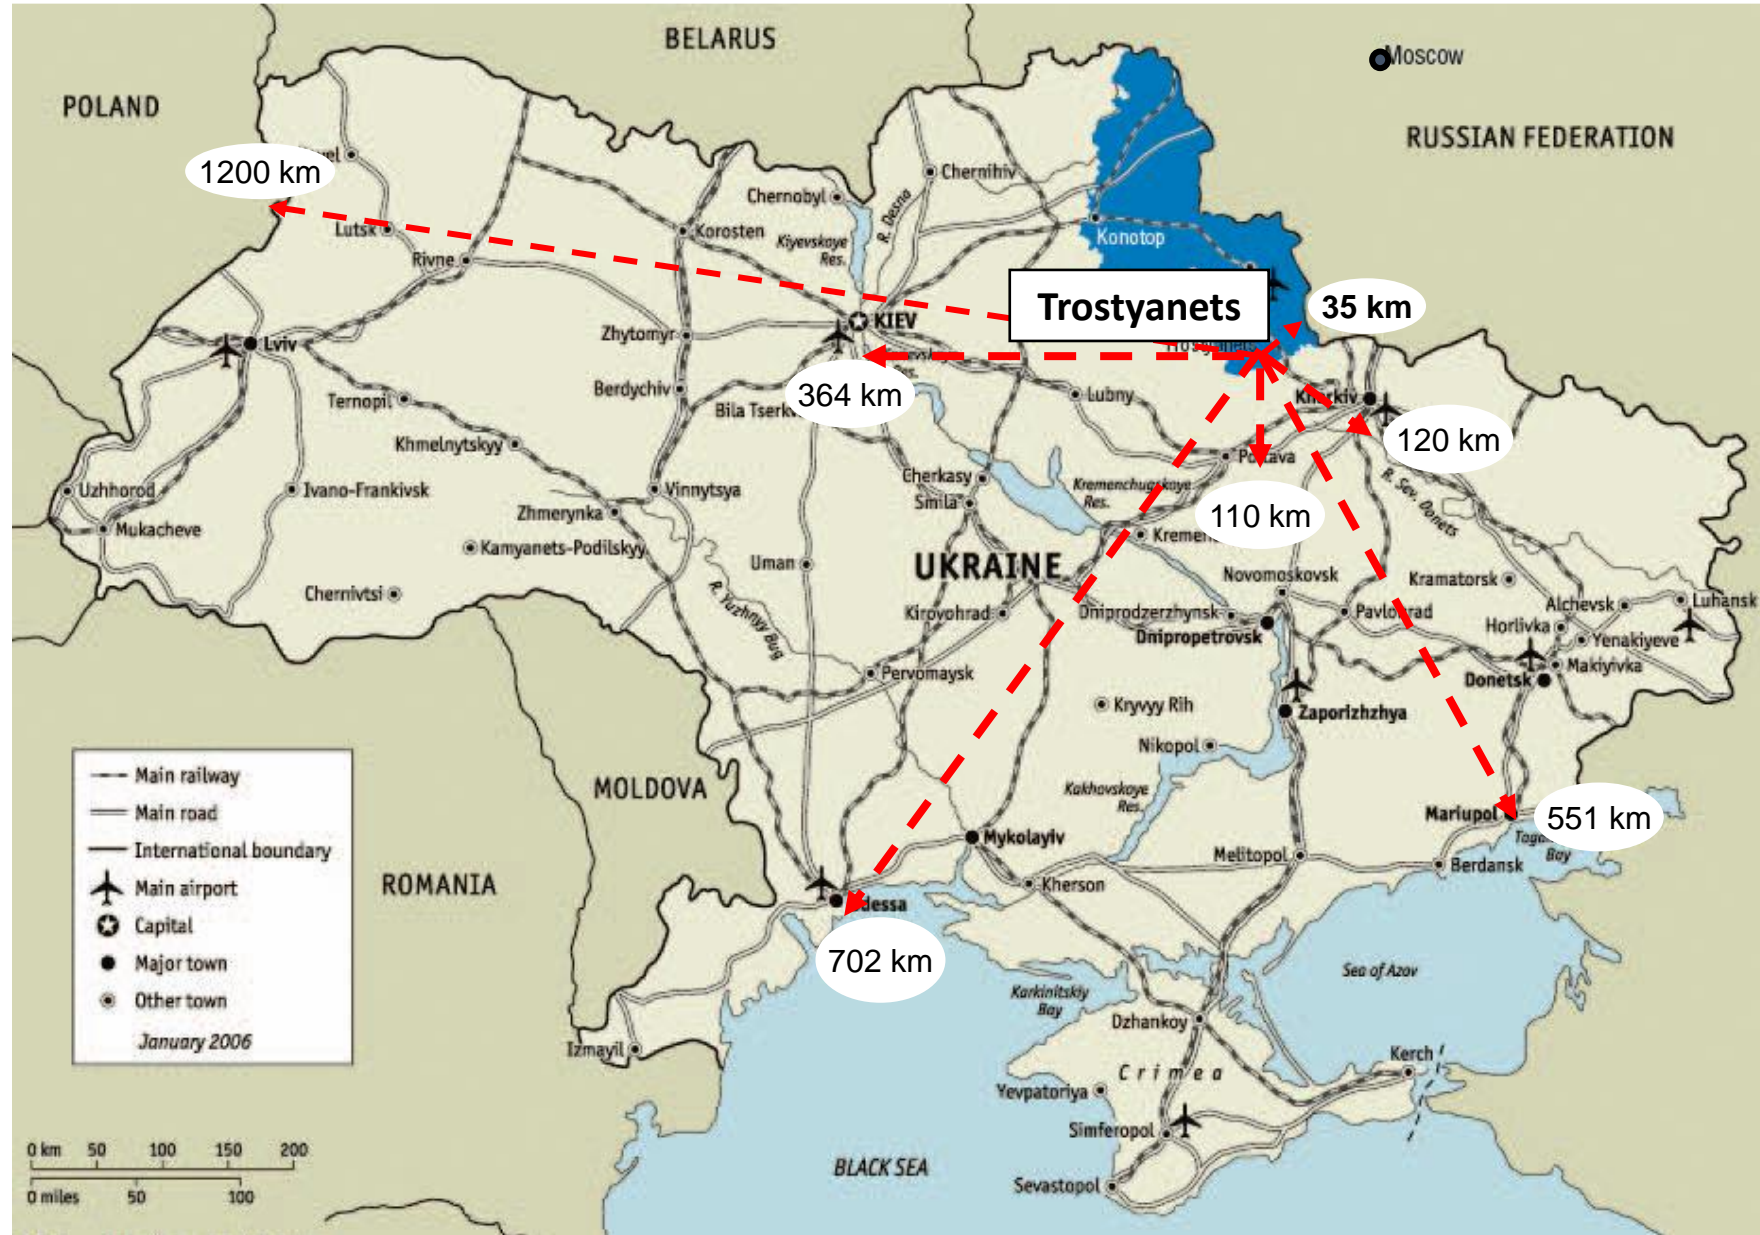 BELARUS
Moscow
POLAND
RUSSIAN FEDERATION
1200 km
Chernihiv
Chernobyl
R. Desna
Lutsk
Korosten
Kiyevskoye
Res.
Konotop
Rivne
Trostyanets
35 km
KIEV
Zhytomyr
Lviv
Trostyanets
364 km
Berdychiv
Lubny
Kharkiv
Ternopil
Bila Tserkv
Khmelnytskyy
120 km
Poltava
Cherkasy
Kremenchugskoye
Res.
R. Sev. Donets
Uzhhorod
Ivano-Frankivsk
Vinnytsya
Smila
Zhmerynka
110 km
Mukacheve
Kremen
Kamyanets-Podilskyy
Uman
UKRAINE
Novomoskovsk
Kramatorsk
Chernivtsi
R. Yuzhnyy Bug
Kirovohrad
Dniprodzerzhynsk
Pavlohrad
Alchevsk
Luhansk
Dnipropetrovsk
Horlivka
Yenakiyeve
Makiyivka
Pervomaysk
Donetsk
Kryvyy Rih
Zaporizhzhya
Nikopol
MOLDOVA
Kakhovskoye
Res.
Mariupol
551 km
Mykolayiv
Bay
Melitopol
Berdansk
ROMANIA
Kherson
dessa
702 km
Sea of Azov
Karkinitskiy
Bay
Dzhankoy
Izmayil
Kerch
Crimea
Yevpatoriya
Simferopol
BLACK SEA
Sevastopol
Main railway
Main road
International boundary
Main airport
Capital
Major town
Other town
January 2006
0 km 50 100 150 200
0 miles 50 100